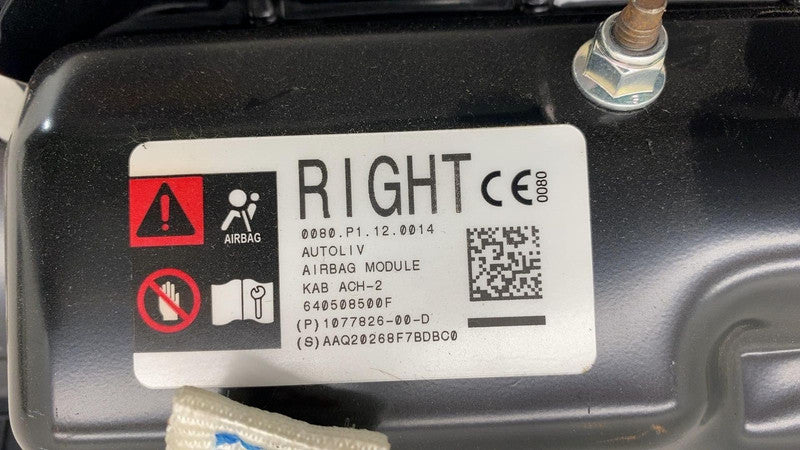 RIGHT CE 0080
AIRBAG
0080.P1.12.0014
AUTOLIV
AIRBAG MODULE
KAB ACH-2
640508500F
(P)1077826-00-D
(S)AAQ20268F7BDBC0